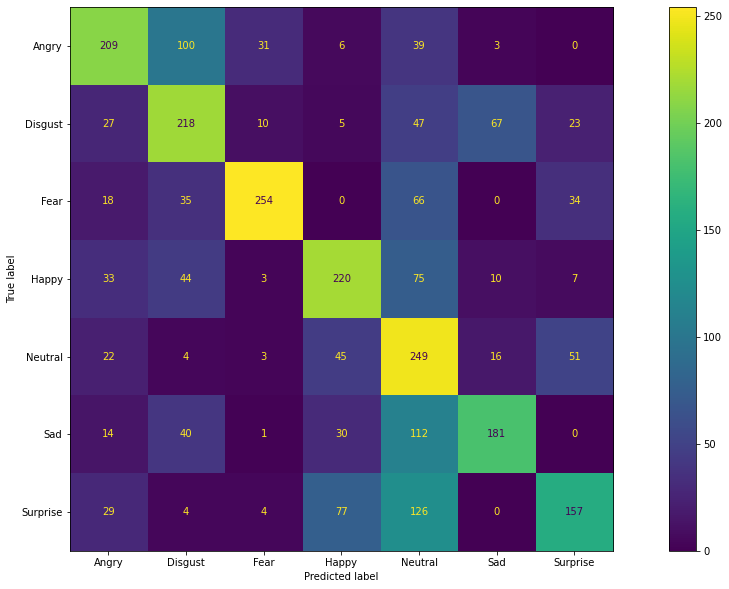 Angry 209 100 31 6 39 3 0
Disgust 27 218 10 5 47 67 23
Fear 18 35 254 0 66 0 34
Happy 33 44 3 220 75 10 7
Neutral 22 4 3 45 249 16 51
Sad 14 40 1 30 112 181 0
Surprise 29 4 4 77 126 0 157
Angry Disgust Fear Happy Neutral Sad Surprise
Predicted label
True label
250
200
150
100
50
0